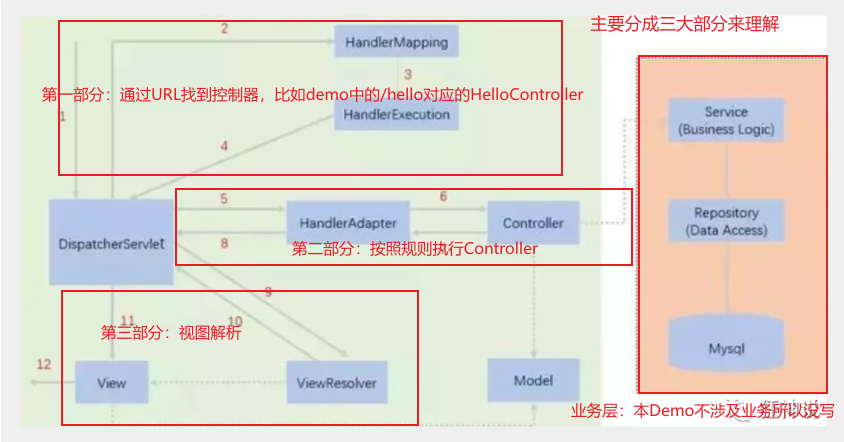 主要分成三大部分来理解
2
HandlerMapping
3
第一部分：通过URL找到控制器，比如demo中的/hello对应的HelloController
1
HandlerExecution
4
Service
(Business Logic)
5
6
HandlerAdapter
Controller
Repository
(Data Access)
DispatcherServlet
8
第二部分：按照规则执行Controller
9
11
10
第三部分：视图解析
12
View
ViewResolver
Model
Mysql
业务层：本Demo不涉及业务所以没写